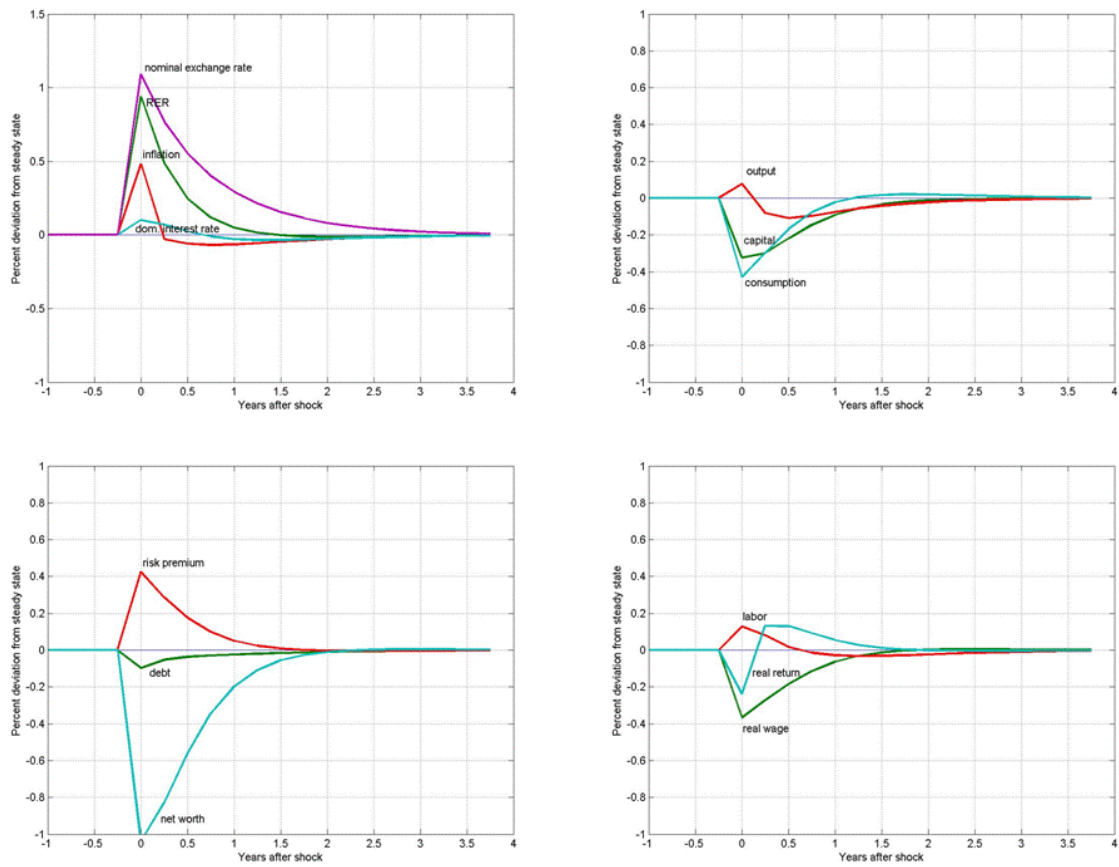 1.5
1
0.5
0
-0.5
-1
Percent deviation from steady state
nominal exchange rate
RER
inflation
dom. interest rate
-1 -0.5 0 0.5 1 1.5 2 2.5 3 3.5 4
Years after shock
1
0.8
0.6
0.4
0.2
0
-0.2
-0.4
-0.6
-0.8
-1
Percent deviation from steady state
output
capital
consumption
-1 -0.5 0 0.5 1 1.5 2 2.5 3 3.5 4
Years after shock
1
0.8
0.6
0.4
0.2
0
-0.2
-0.4
-0.6
-0.8
-1
Percent deviation from steady state
risk premium
debt
net worth
-1 -0.5 0 0.5 1 1.5 2 2.5 3 3.5 4
Years after shock
1
0.8
0.6
0.4
0.2
0
-0.2
-0.4
-0.6
-0.8
-1
Percent deviation from steady state
labor
real return
real wage
-1 -0.5 0 0.5 1 1.5 2 2.5 3 3.5 4
Years after shock